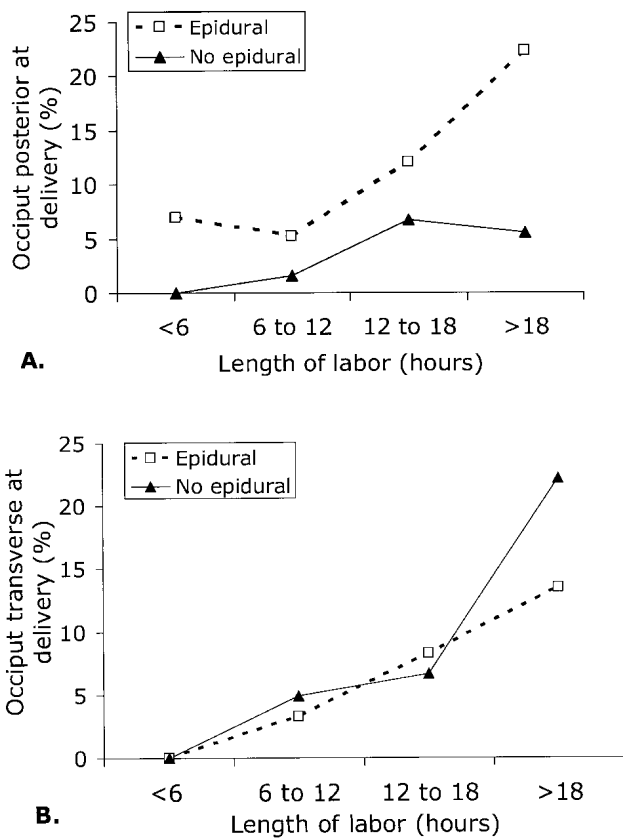 Epidural
No epidural
Occiput posterior at
delivery (%)
25
20
15
10
5
0
<6 6 to 12 12 to 18 >18
Length of labor (hours)
A.
Epidural
No epidural
Occiput transverse at
delivery (%)
25
20
15
10
5
0
<6 6 to 12 12 to 18 >18
Length of labor (hours)
B.